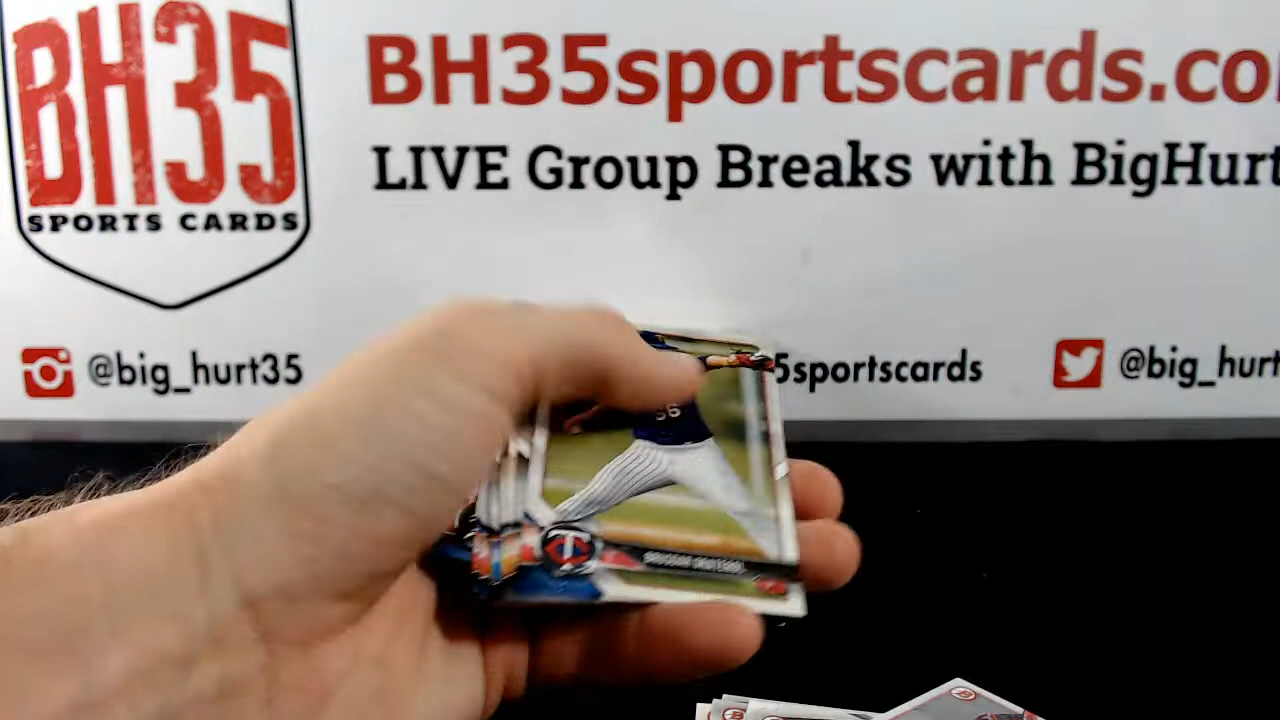 BH35
SPORTS CARDS
BH35sportscards.co
LIVE Group Breaks with BigHurt
@big_hurt35
5sportscards
@big_hurt